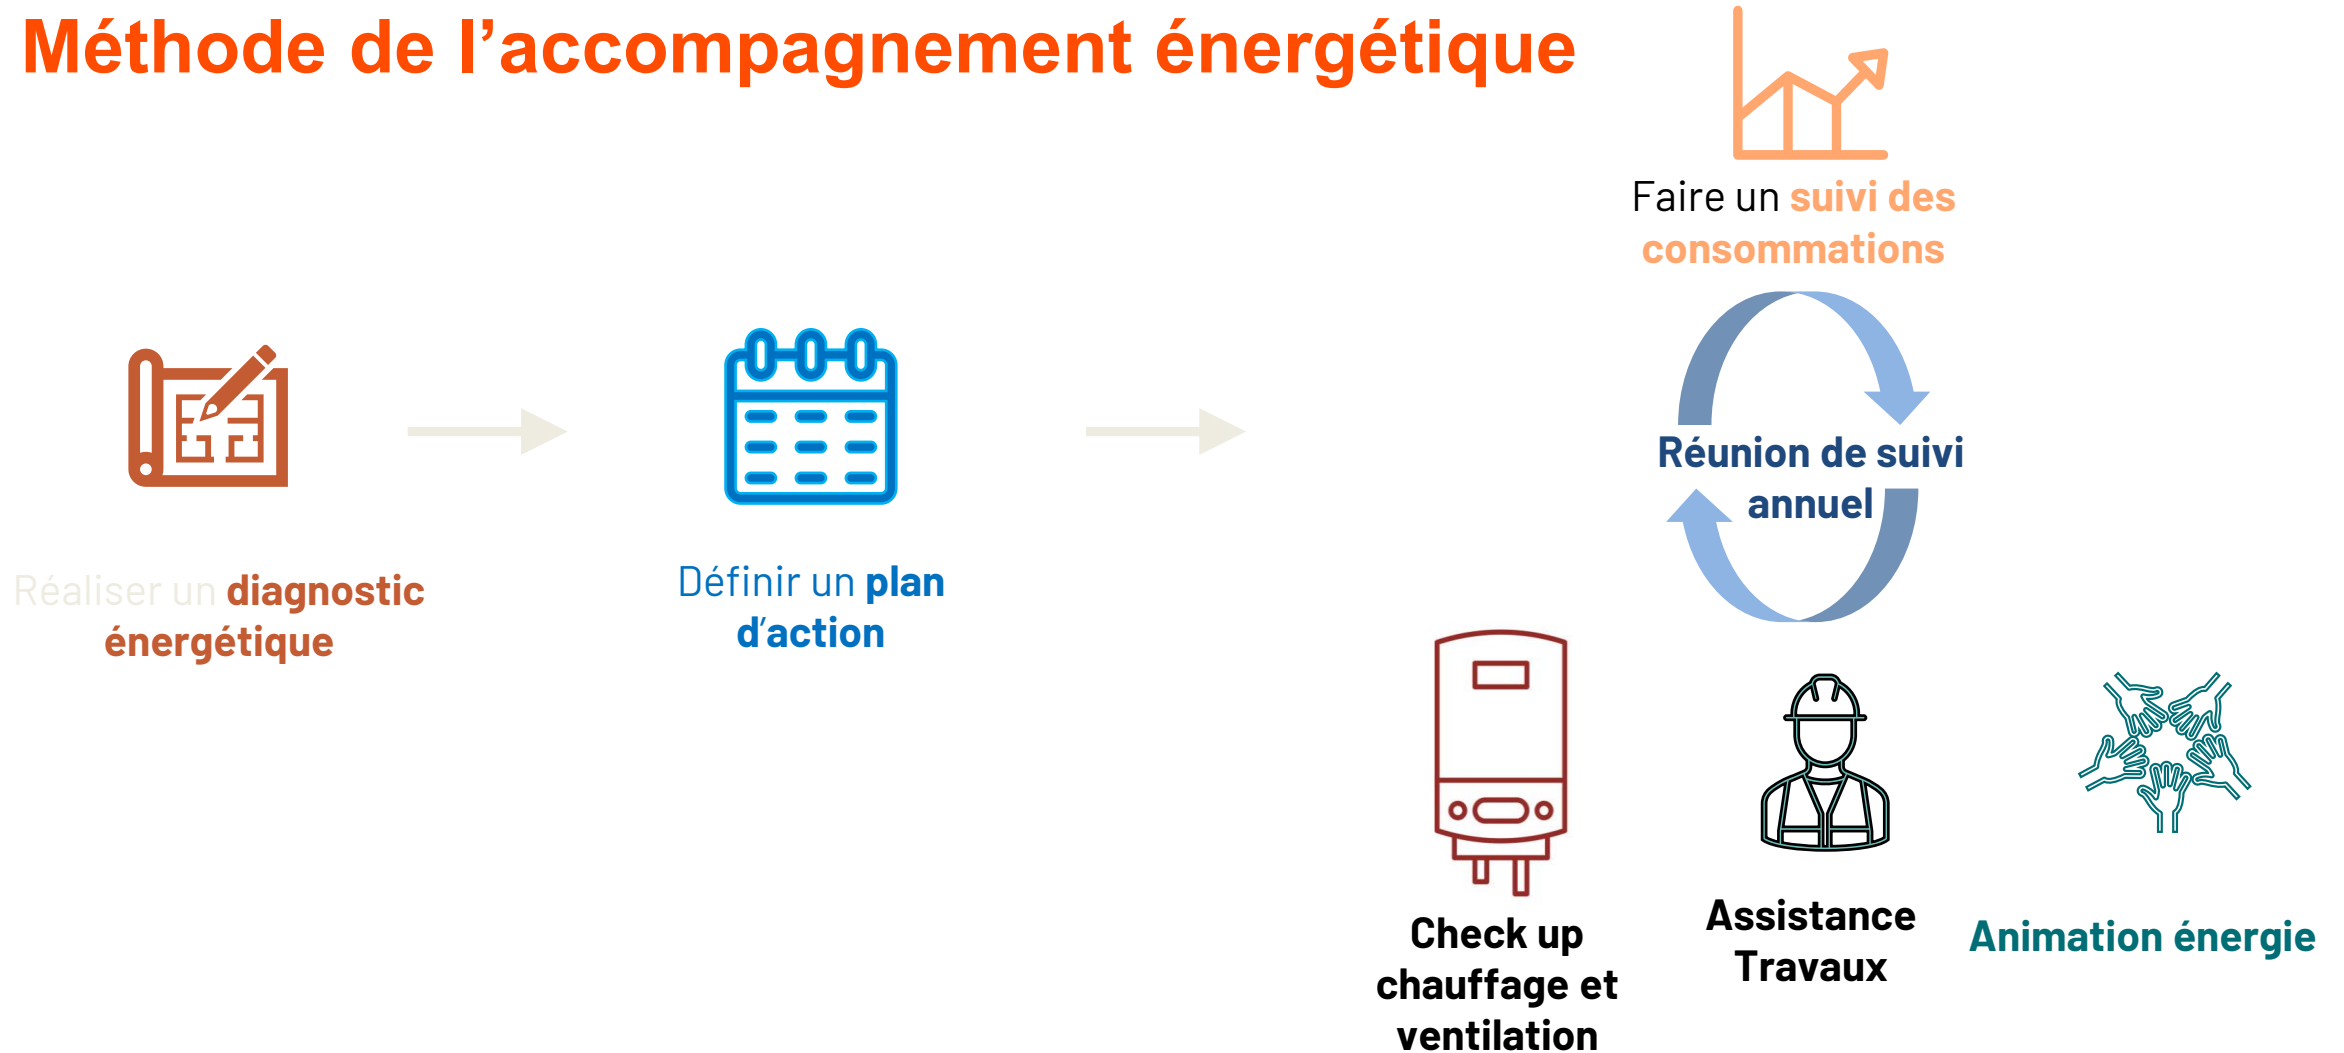 Méthode de l’accompagnement énergétique
Faire un suivi des
consommations
Réunion de suivi
annuel
Réaliser un diagnostic
énergétique
Définir un plan
d’action
Check up
chauffage et
ventilation
Assistance
Travaux
Animation énergie